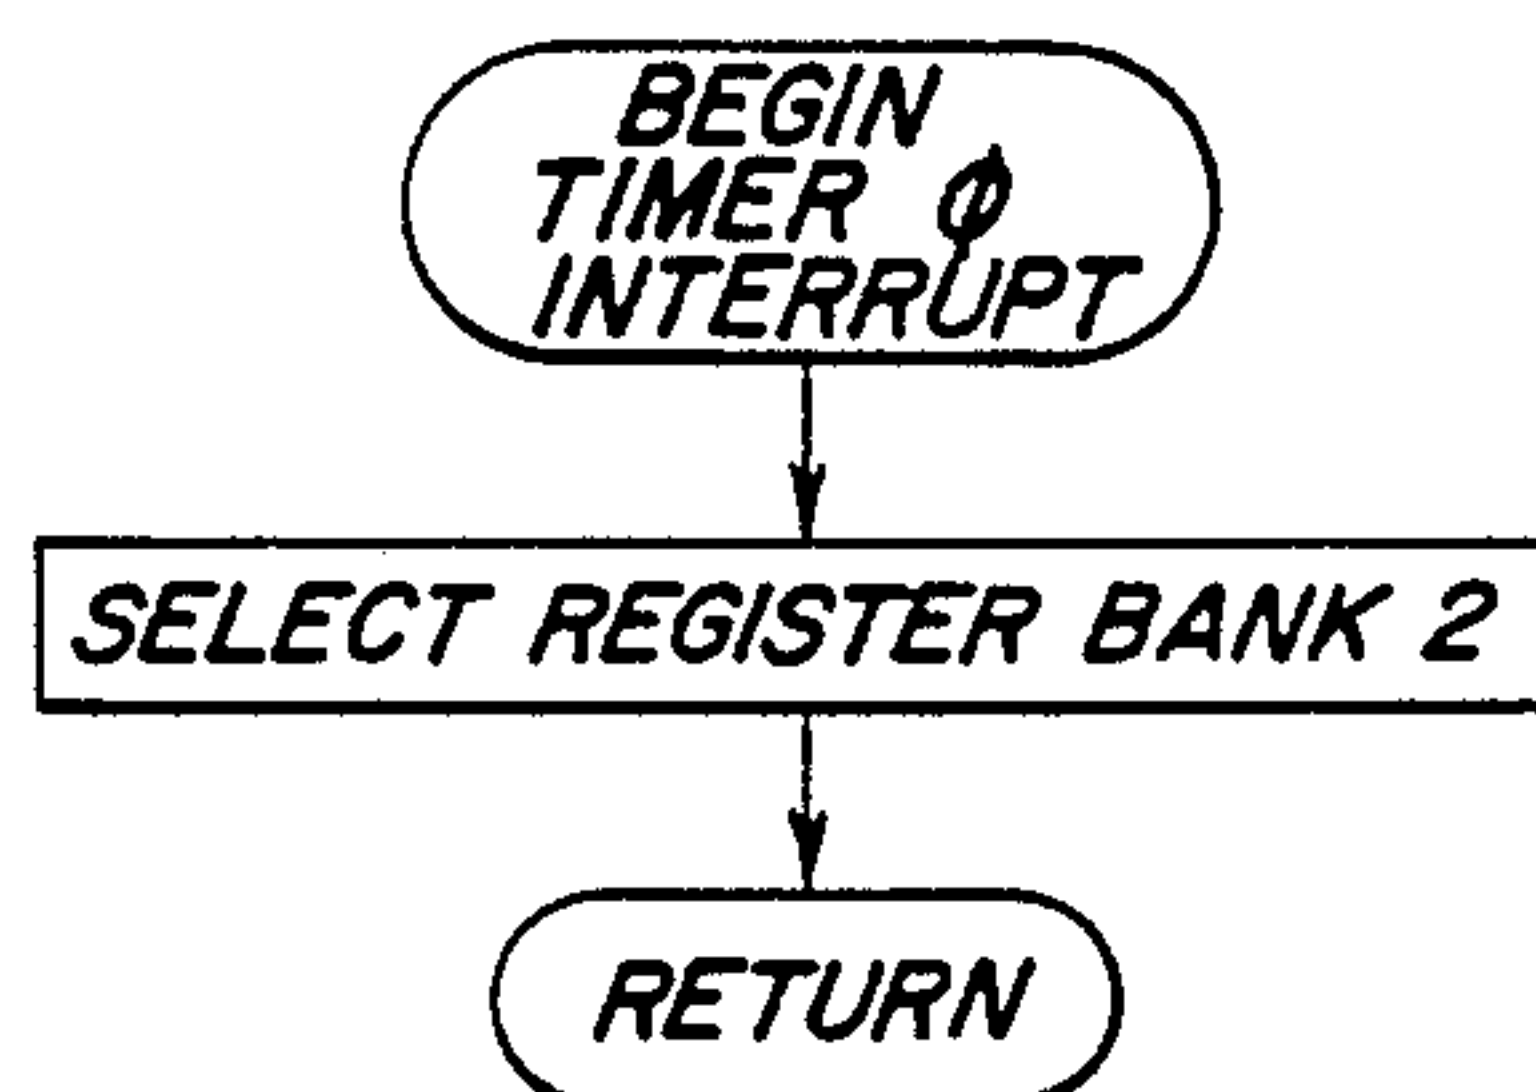 BEGIN
TIMER φ
INTERRUPT
SELECT REGISTER BANK 2
RETURN